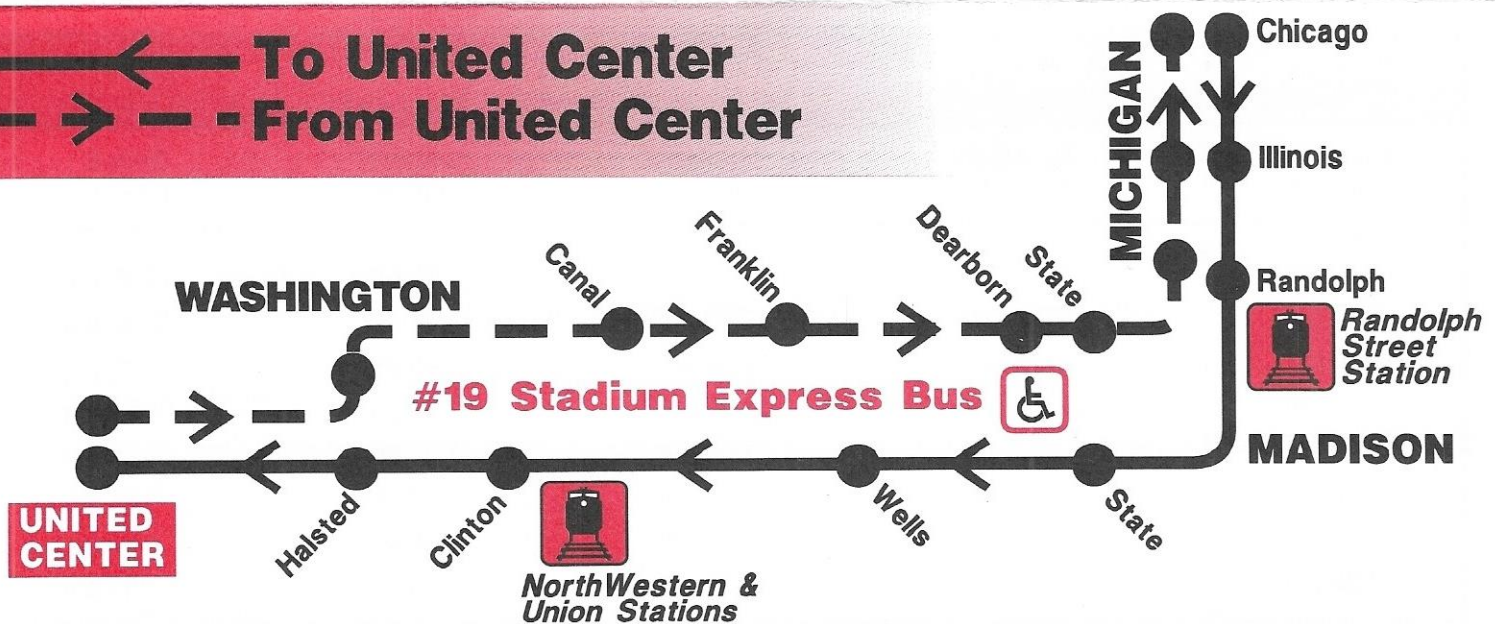 To United Center
From United Center
MICHIGAN
Chicago
Illinois
Randolph
Randolph
Street
Station
WASHINGTON
Canal
Franklin
Dearborn
State
#19 Stadium Express Bus
MADISON
UNITED
CENTER
Halsted
Clinton
NorthWestern &
Union Stations
Wells
State